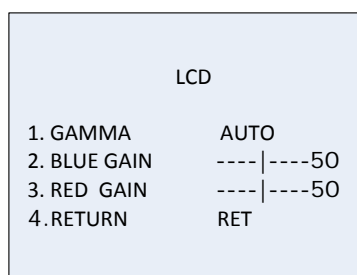 LCD
1. GAMMA AUTO
2. BLUE GAIN ----|----50
3. RED GAIN ----|----50
4.RETURN RET